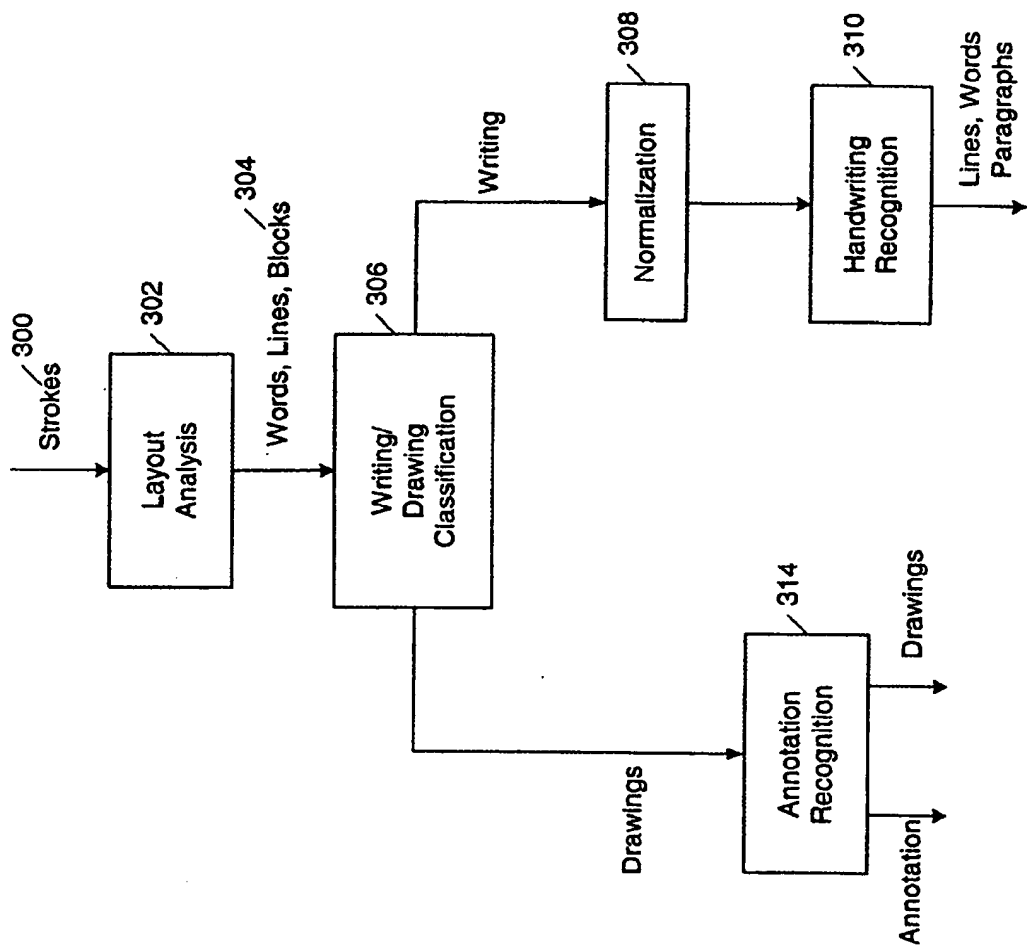 300
Strokes
302
Layout
Analysis
304
Words, Lines, Blocks
306
Writing/
Drawing
Classification
Writing
308
Normalization
310
Handwriting
Recognition
Lines, Words
Paragraphs
Drawings
314
Annotation
Recognition
Annotation
Drawings